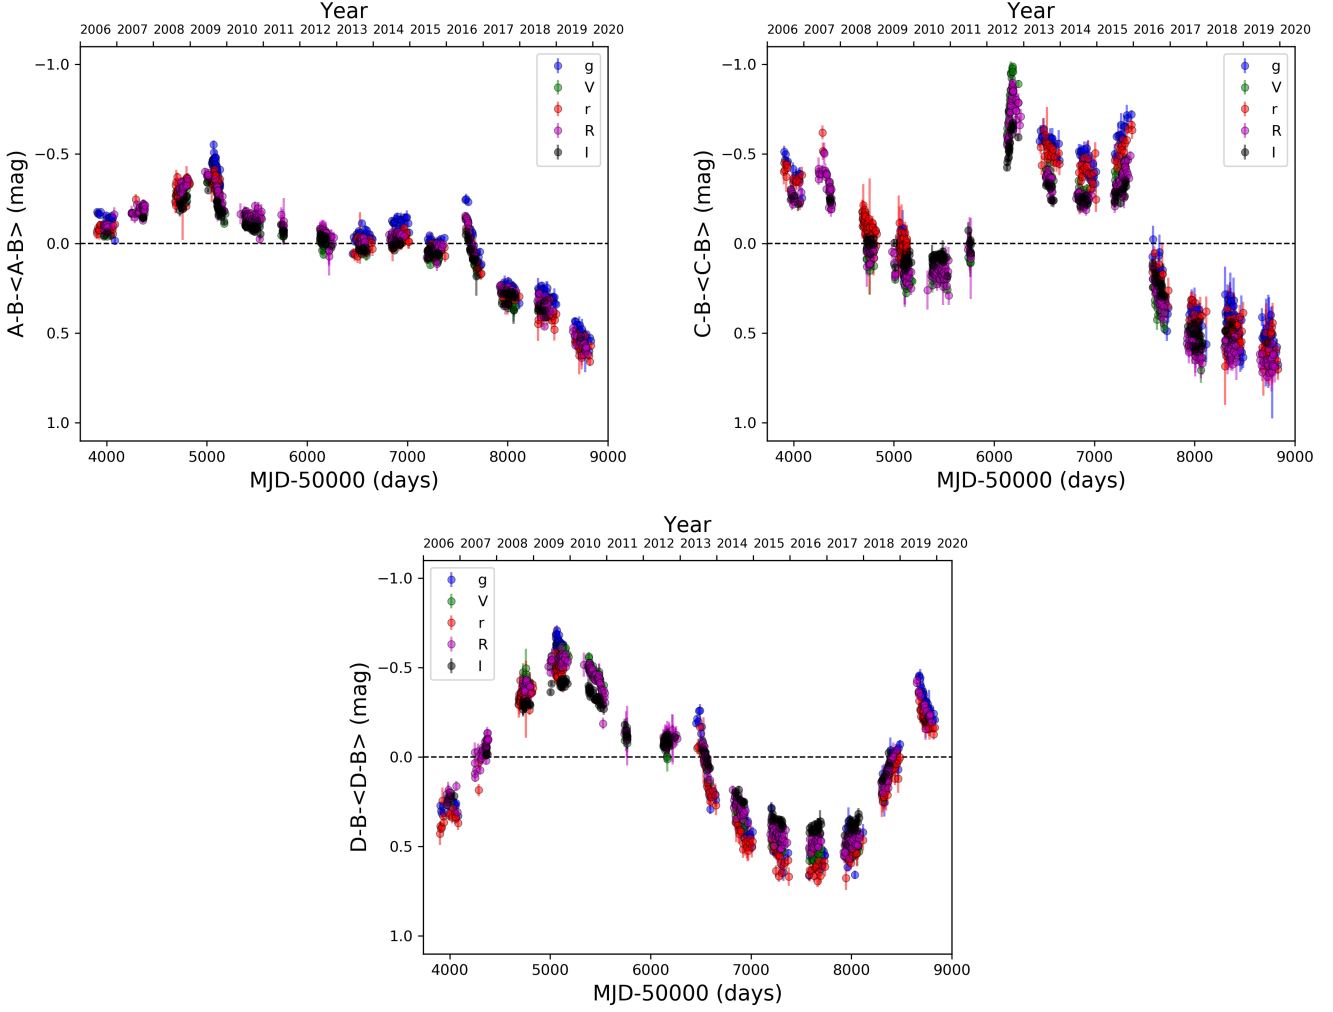 Year
2006 2007 2008 2009 2010 2011 2012 2013 2014 2015 2016 2017 2018 2019 2020
−1.0
−0.5
0.0
0.5
1.0
A-B-<A-B> (mag)
g
V
r
R
I
4000 5000 6000 7000 8000 9000
MJD-50000 (days)
Year
2006 2007 2008 2009 2010 2011 2012 2013 2014 2015 2016 2017 2018 2019 2020
−1.0
−0.5
0.0
0.5
1.0
C-B-<C-B> (mag)
g
V
r
R
I
4000 5000 6000 7000 8000 9000
MJD-50000 (days)
Year
2006 2007 2008 2009 2010 2011 2012 2013 2014 2015 2016 2017 2018 2019 2020
−1.0
−0.5
0.0
0.5
1.0
D-B-<D-B> (mag)
g
V
r
R
I
4000 5000 6000 7000 8000 9000
MJD-50000 (days)